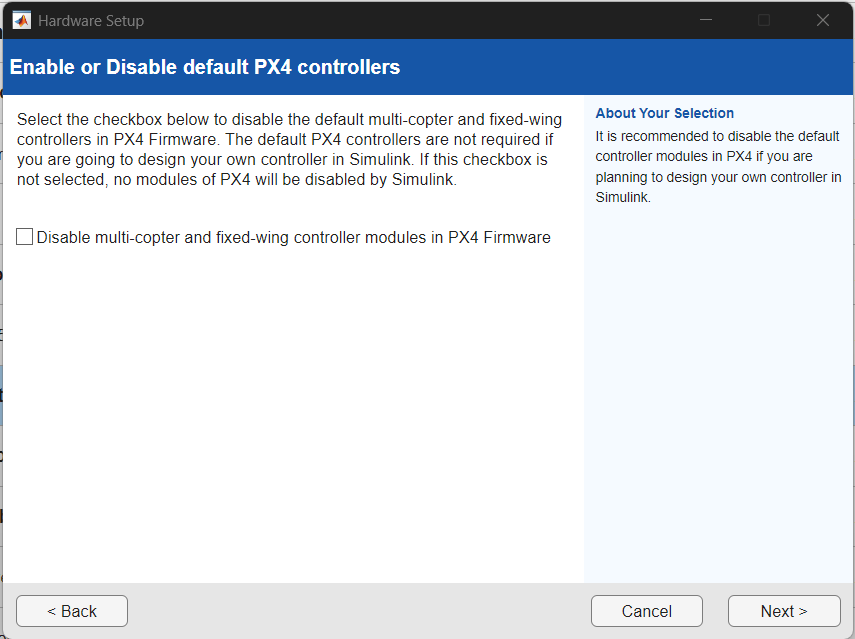 Hardware Setup
Enable or Disable default PX4 controllers
Select the checkbox below to disable the default multi-copter and fixed-wing
controllers in PX4 Firmware. The default PX4 controllers are not required if
you are going to design your own controller in Simulink. If this checkbox is
not selected, no modules of PX4 will be disabled by Simulink.
Disable multi-copter and fixed-wing controller modules in PX4 Firmware
About Your Selection
It is recommended to disable the default
controller modules in PX4 if you are
planning to design your own controller in
Simulink.
< Back
Cancel
Next >